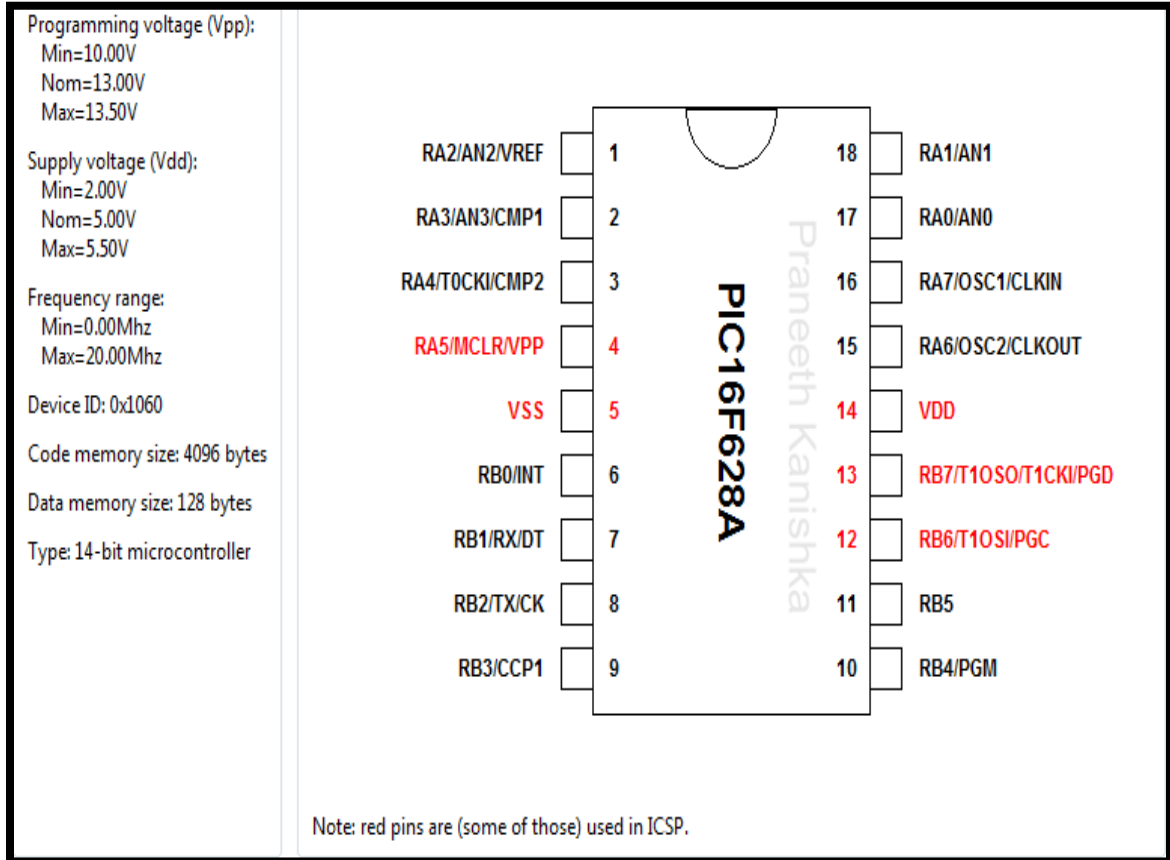 Programming voltage (Vpp):
Min=10.00V
Nom=13.00V
Max=13.50V
Supply voltage (Vdd):
Min=2.00V
Nom=5.00V
Max=5.50V
Frequency range:
Min=0.00Mhz
Max=20.00Mhz
Device ID: 0x1060
Code memory size: 4096 bytes
Data memory size: 128 bytes
Type: 14-bit microcontroller
RA2/AN2/VREF 1 18 RA1/AN1
RA3/AN3/CMP1 2 17 RA0/AN0
RA4/T0CKI/CMP2 3 16 RA7/OSC1/CLKIN
RA5/MCLR/VPP 4 15 RA6/OSC2/CLKOUT
VSS 5 14 VDD
RB0/INT 6 13 RB7/T1OSO/T1CKI/PGD
RB1/RX/DT 7 12 RB6/T1OSI/PGC
RB2/TX/CK 8 11 RB5
RB3/CCP1 9 10 RB4/PGM
PIC16F628A
Praneeth Kanishka
Note: red pins are (some of those) used in ICSP.